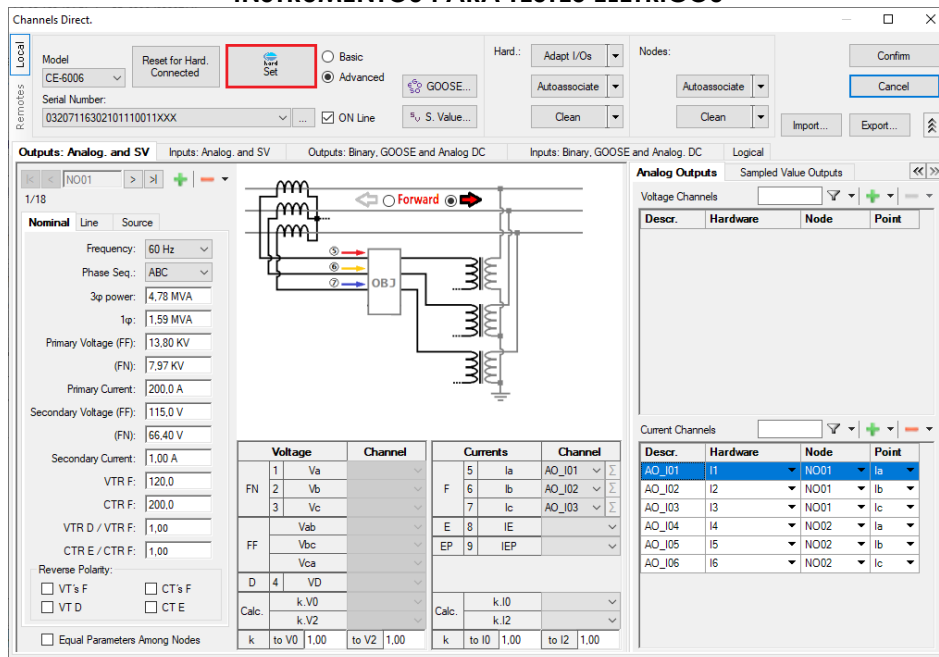 INSTRUMENTOS PARA TESTES ELÉTRICOS
Channels Direct.
Local
Remotes
Model
CE-6006
Reset for Hard. Connected
hard
Set
Basic
Advanced
GOOSE...
Serial Number:
03207116302101110011XXX
...
ON Line
S. Value...
Hard.:
Adapt I/Os
Autoassociate
Clean
Nodes:
Autoassociate
Clean
Confirm
Cancel
Import...
Export...
Outputs: Analog. and SV
Inputs: Analog. and SV
Outputs: Binary, GOOSE and Analog DC
Inputs: Binary, GOOSE and Analog. DC
Logical
NO01
1/18
Nominal Line Source
Frequency: 60 Hz
Phase Seq.: ABC
3φ power: 4,78 MVA
1φ: 1,59 MVA
Primary Voltage (FF): 13,80 KV
(FN): 7,97 KV
Primary Current: 200,0 A
Secondary Voltage (FF): 115,0 V
(FN): 66,40 V
Secondary Current: 1,00 A
VTR F: 120,0
CTR F: 200,0
VTR D / VTR F: 1,00
CTR E / CTR F: 1,00
Reverse Polarity:
VT's F CT's F
VT D CT E
Equal Parameters Among Nodes
Forward
⑤
⑥
⑦
OBJ
Voltage Channel
1 Va
FN 2 Vb
3 Vc
Vab
FF Vbc
Vca
D 4 VD
Calc. k.V0
k.V2
k to V0 1,00 to V2 1,00
Currents Channel
5 Ia AO_I01 Σ
F 6 Ib AO_I02 Σ
7 Ic AO_I03 Σ
E 8 IE
EP 9 IEP
Calc. k.I0
k.I2
k to I0 1,00 to I2 1,00
Analog Outputs Sampled Value Outputs
Voltage Channels
Descr. Hardware Node Point
Current Channels
Descr. Hardware Node Point
AO_I01 I1 NO01 Ia
AO_I02 I2 NO01 Ib
AO_I03 I3 NO01 Ic
AO_I04 I4 NO02 Ia
AO_I05 I5 NO02 Ib
AO_I06 I6 NO02 Ic